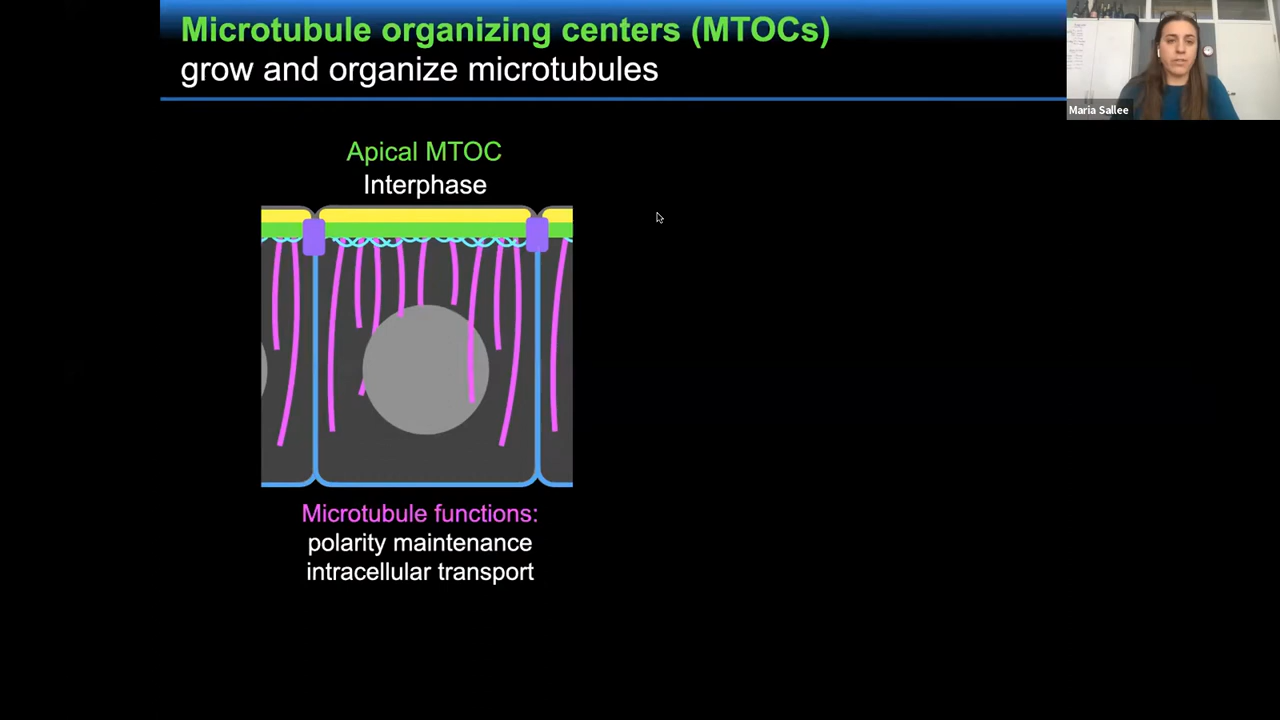 Microtubule organizing centers (MTOCs)
grow and organize microtubules
Maria Sallee
Apical MTOC
Interphase
Microtubule functions:
polarity maintenance
intracellular transport